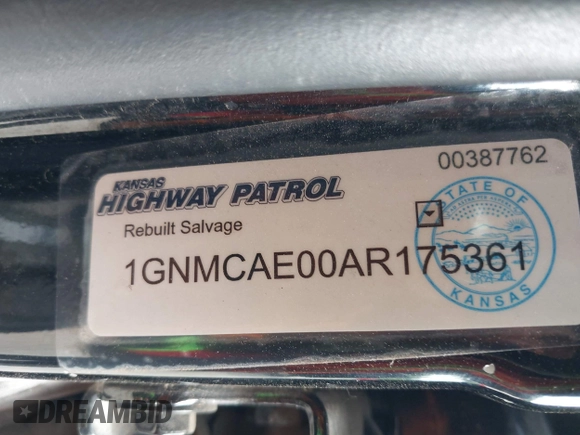 00387762
KANSAS
HIGHWAY PATROL
Rebuilt Salvage
1GNMCAE00AR175361
STATE OF
KANSAS
DREAMBID